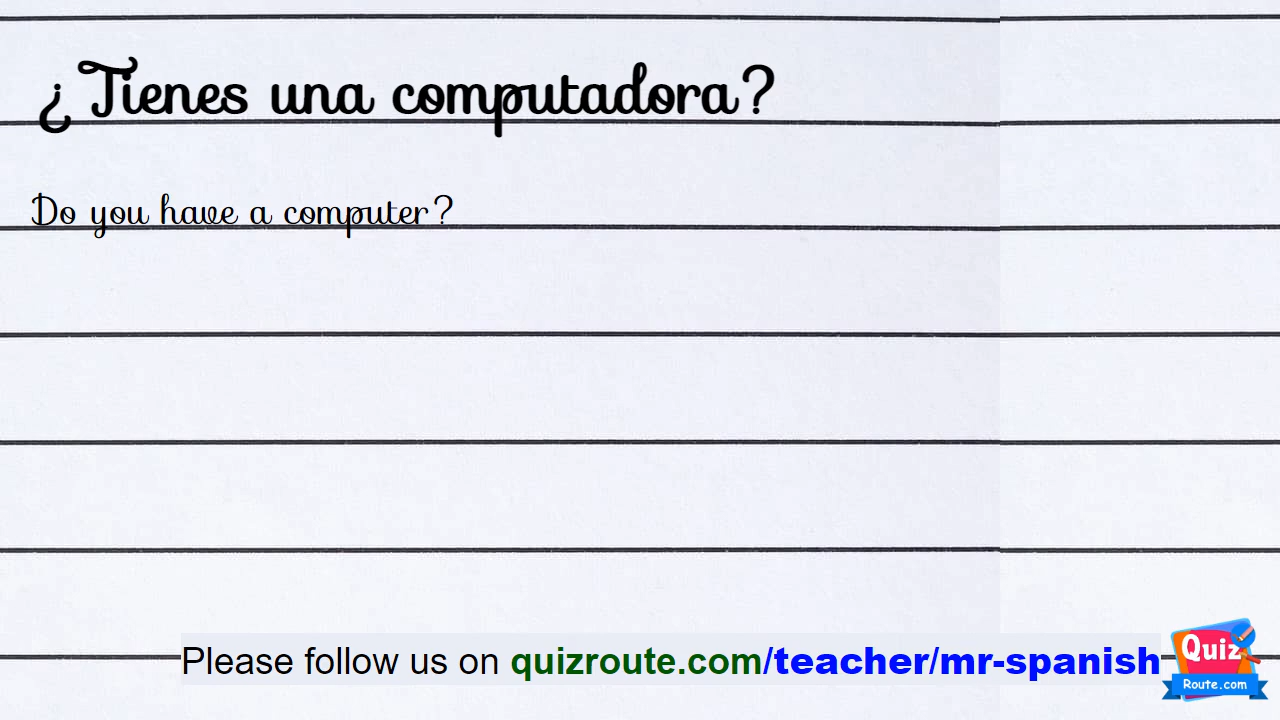 ¿Tienes una computadora?
Do you have a computer?
Please follow us on quizroute.com/teacher/mr-spanish
Quiz
Route.com